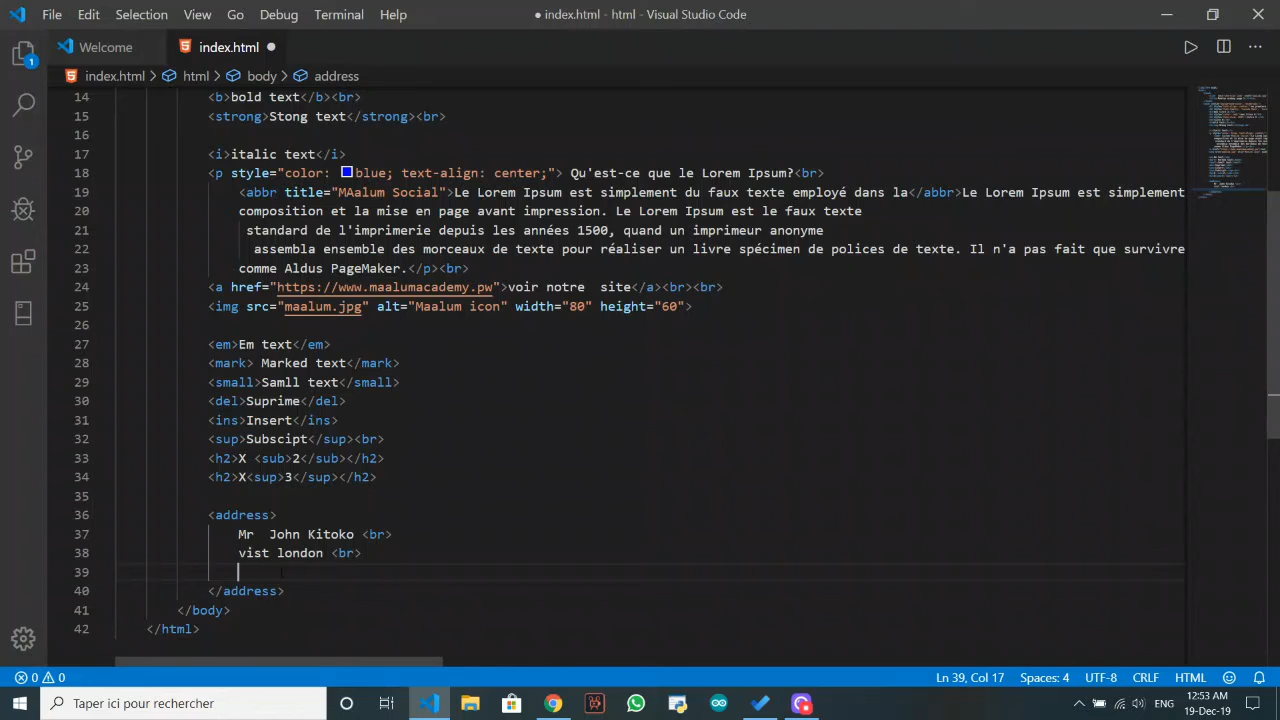 File Edit Selection View Go Debug Terminal Help ● index.html - html - Visual Studio Code
Welcome index.html ●
index.html > html > body > address
14 <b>bold text</b><br>
15 <strong>Stong text</strong><br>
16
17 <i>italic text</i>
18 <p style="color: blue; text-align: center;"> Qu'est-ce que le Lorem Ipsum?<br>
19 <abbr title="MAalum Social">Le Lorem Ipsum est simplement du faux texte employé dans la</abbr>Le Lorem Ipsum est simplement
20 composition et la mise en page avant impression. Le Lorem Ipsum est le faux texte
21 standard de l'imprimerie depuis les années 1500, quand un imprimeur anonyme
22 assembla ensemble des morceaux de texte pour réaliser un livre spécimen de polices de texte. Il n'a pas fait que survivre
23 comme Aldus PageMaker.</p><br>
24 <a href="https://www.maalumacademy.pw">voir notre  site</a><br><br>
25 <img src="maalum.jpg" alt="Maalum icon" width="80" height="60">
26
27 <em>Em text</em>
28 <mark> Marked text</mark>
29 <small>Samll text</small>
30 <del>Suprime</del>
31 <ins>Insert</ins>
32 <sup>Subscipt</sup><br>
33 <h2>X <sub>2</sub></h2>
34 <h2>X<sup>3</sup></h2>
35
36 <address>
37 Mr  John Kitoko <br>
38 vist london <br>
39
40 </address>
41 </body>
42 </html>
0 0 Ln 39, Col 17 Spaces: 4 UTF-8 CRLF HTML
Taper ici pour rechercher ENG 12:53 AM
19-Dec-19
1